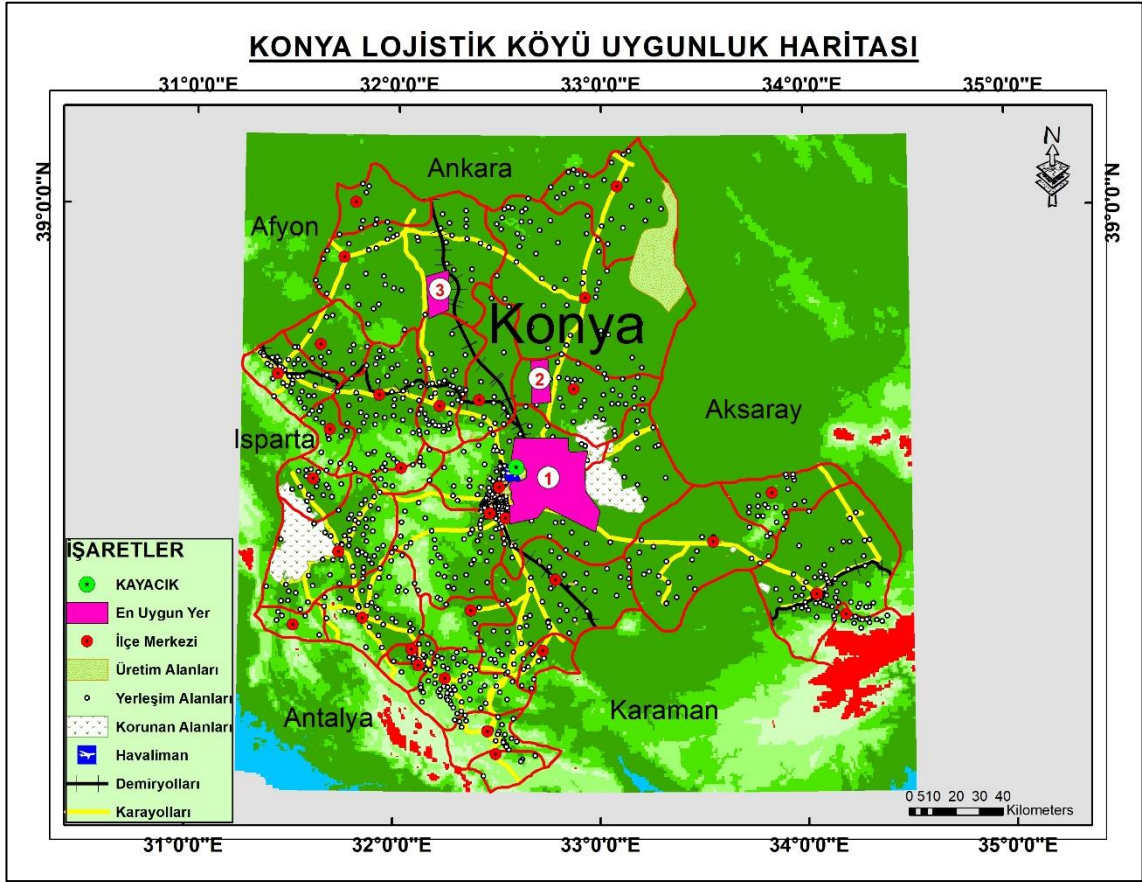 KONYA LOJİSTİK KÖYÜ UYGUNLUK HARİTASI
31°0'0"E 32°0'0"E 33°0'0"E 34°0'0"E 35°0'0"E
N
39°0'0"N
39°0'0"N
Ankara
Afyon
3
Konya
2
Aksaray
Isparta
1
Antalya
Karaman
İŞARETLER
KAYACIK
En Uygun Yer
İlçe Merkezi
Üretim Alanları
Yerleşim Alanları
Korunan Alanları
Havaliman
Demiryolları
Karayolları
0 5 10 20 30 40
Kilometers
31°0'0"E 32°0'0"E 33°0'0"E 34°0'0"E 35°0'0"E